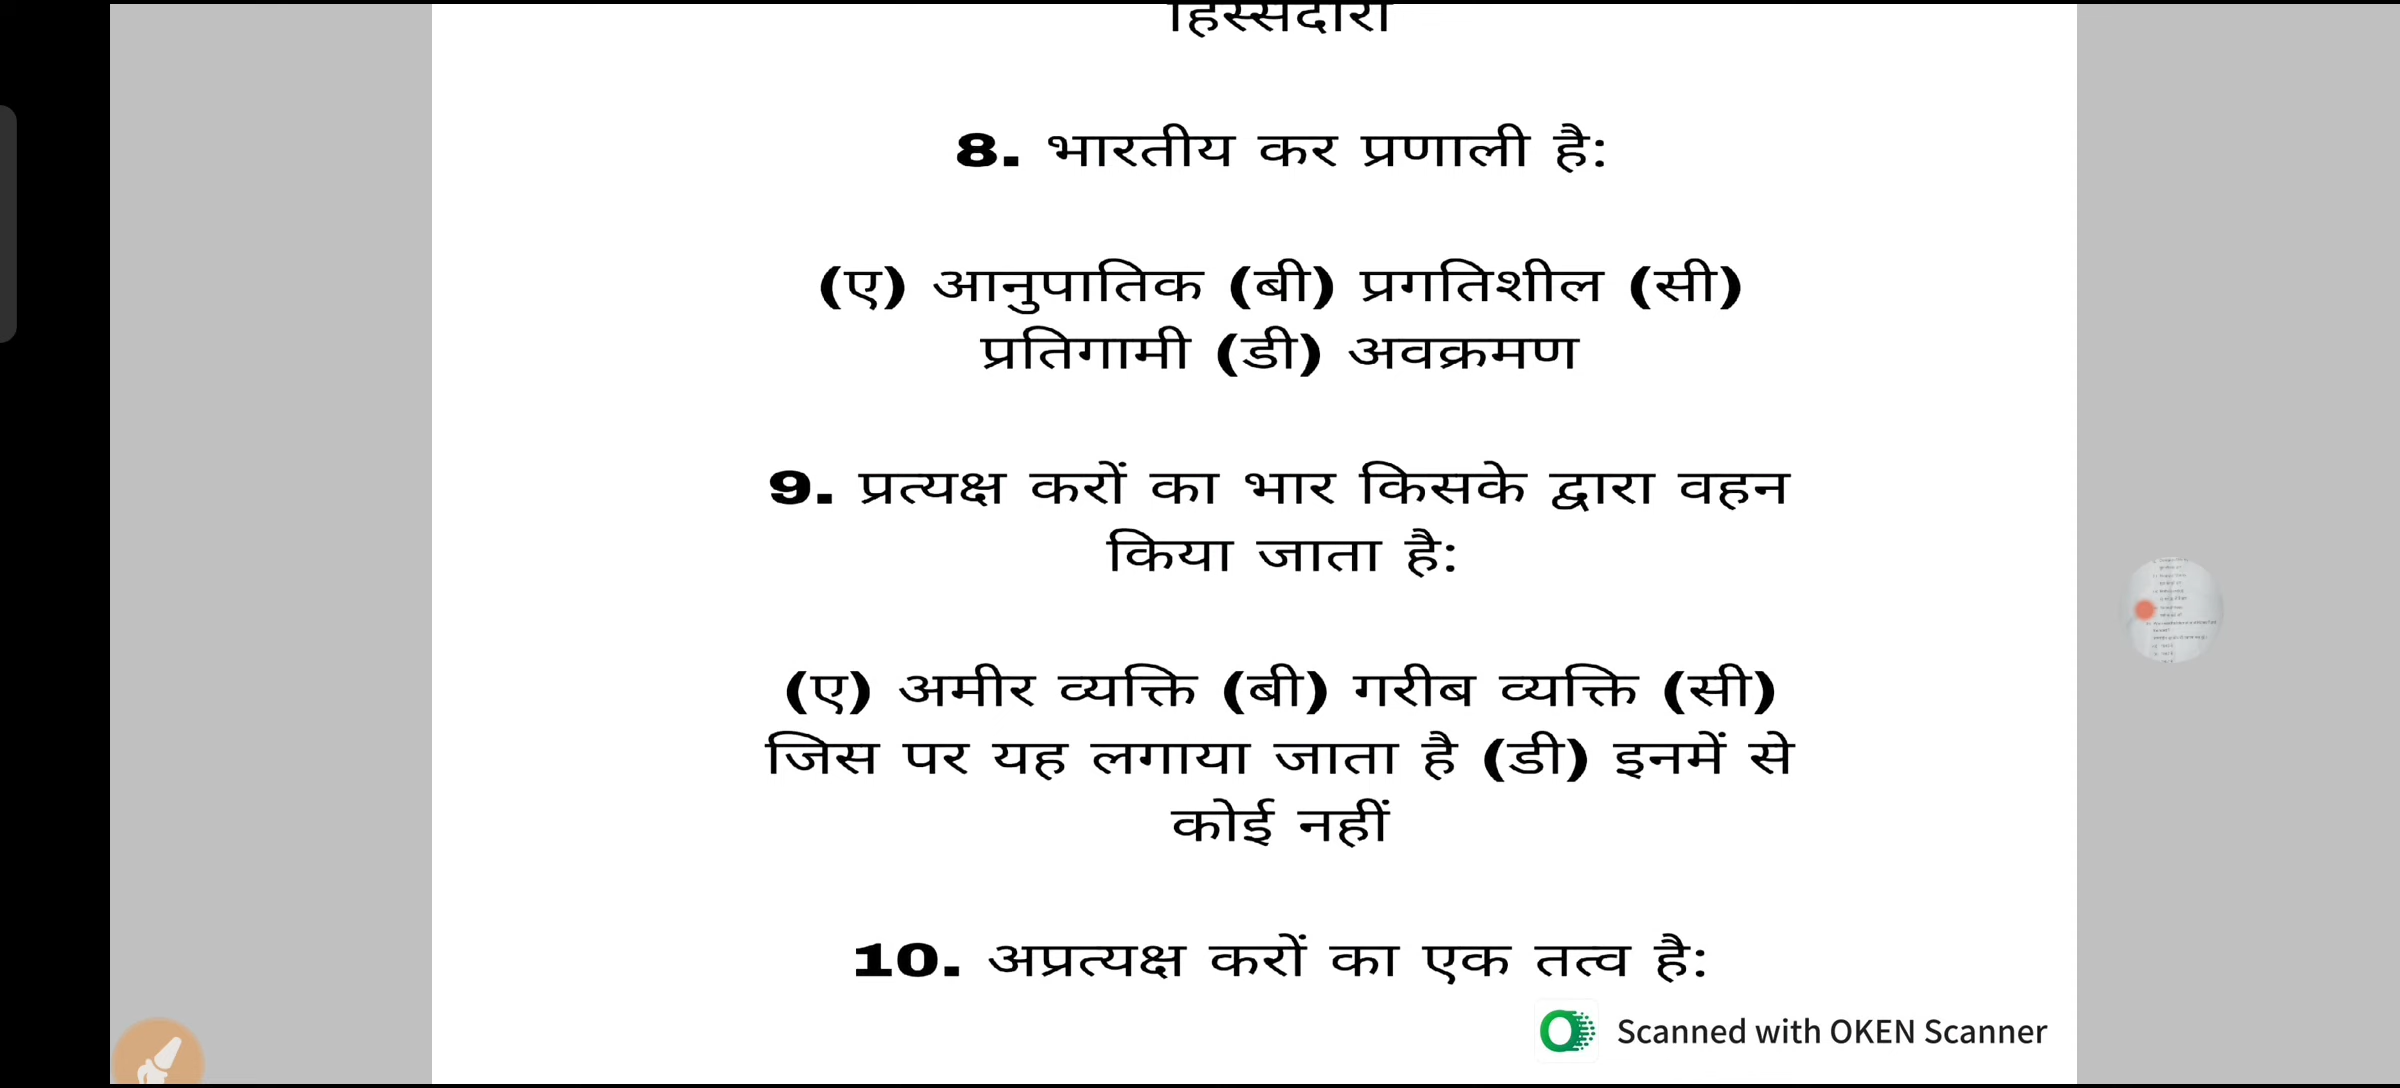 हिस्सेदारी
8. भारतीय कर प्रणाली है:
(ए) आनुपातिक (बी) प्रगतिशील (सी)
प्रतिगामी (डी) अवक्रमण
9. प्रत्यक्ष करों का भार किसके द्वारा वहन
किया जाता है:
(ए) अमीर व्यक्ति (बी) गरीब व्यक्ति (सी)
जिस पर यह लगाया जाता है (डी) इनमें से
कोई नहीं
10. अप्रत्यक्ष करों का एक तत्व है:
Scanned with OKEN Scanner